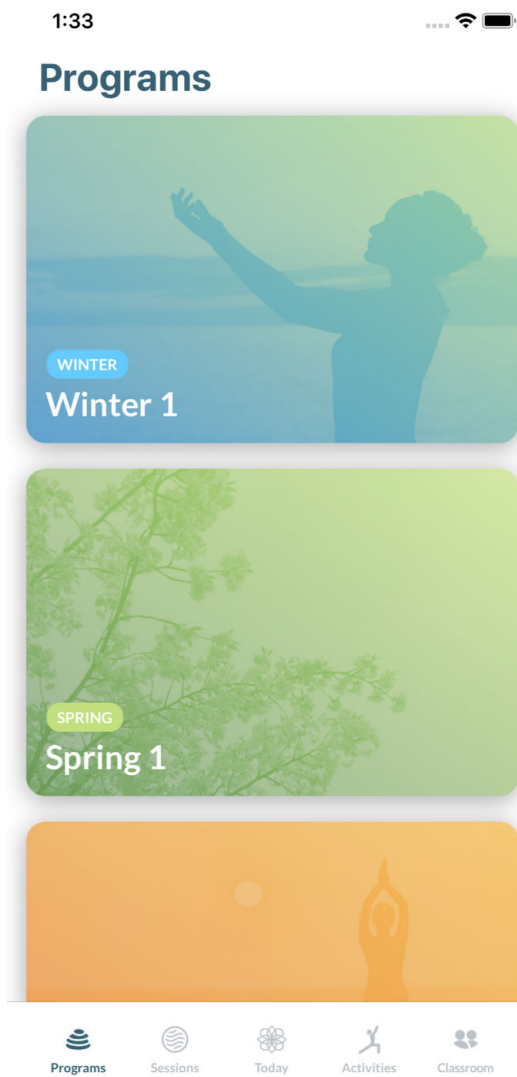 1:33
Programs
WINTER
Winter 1
SPRING
Spring 1
Programs Sessions Today Activities Classroom